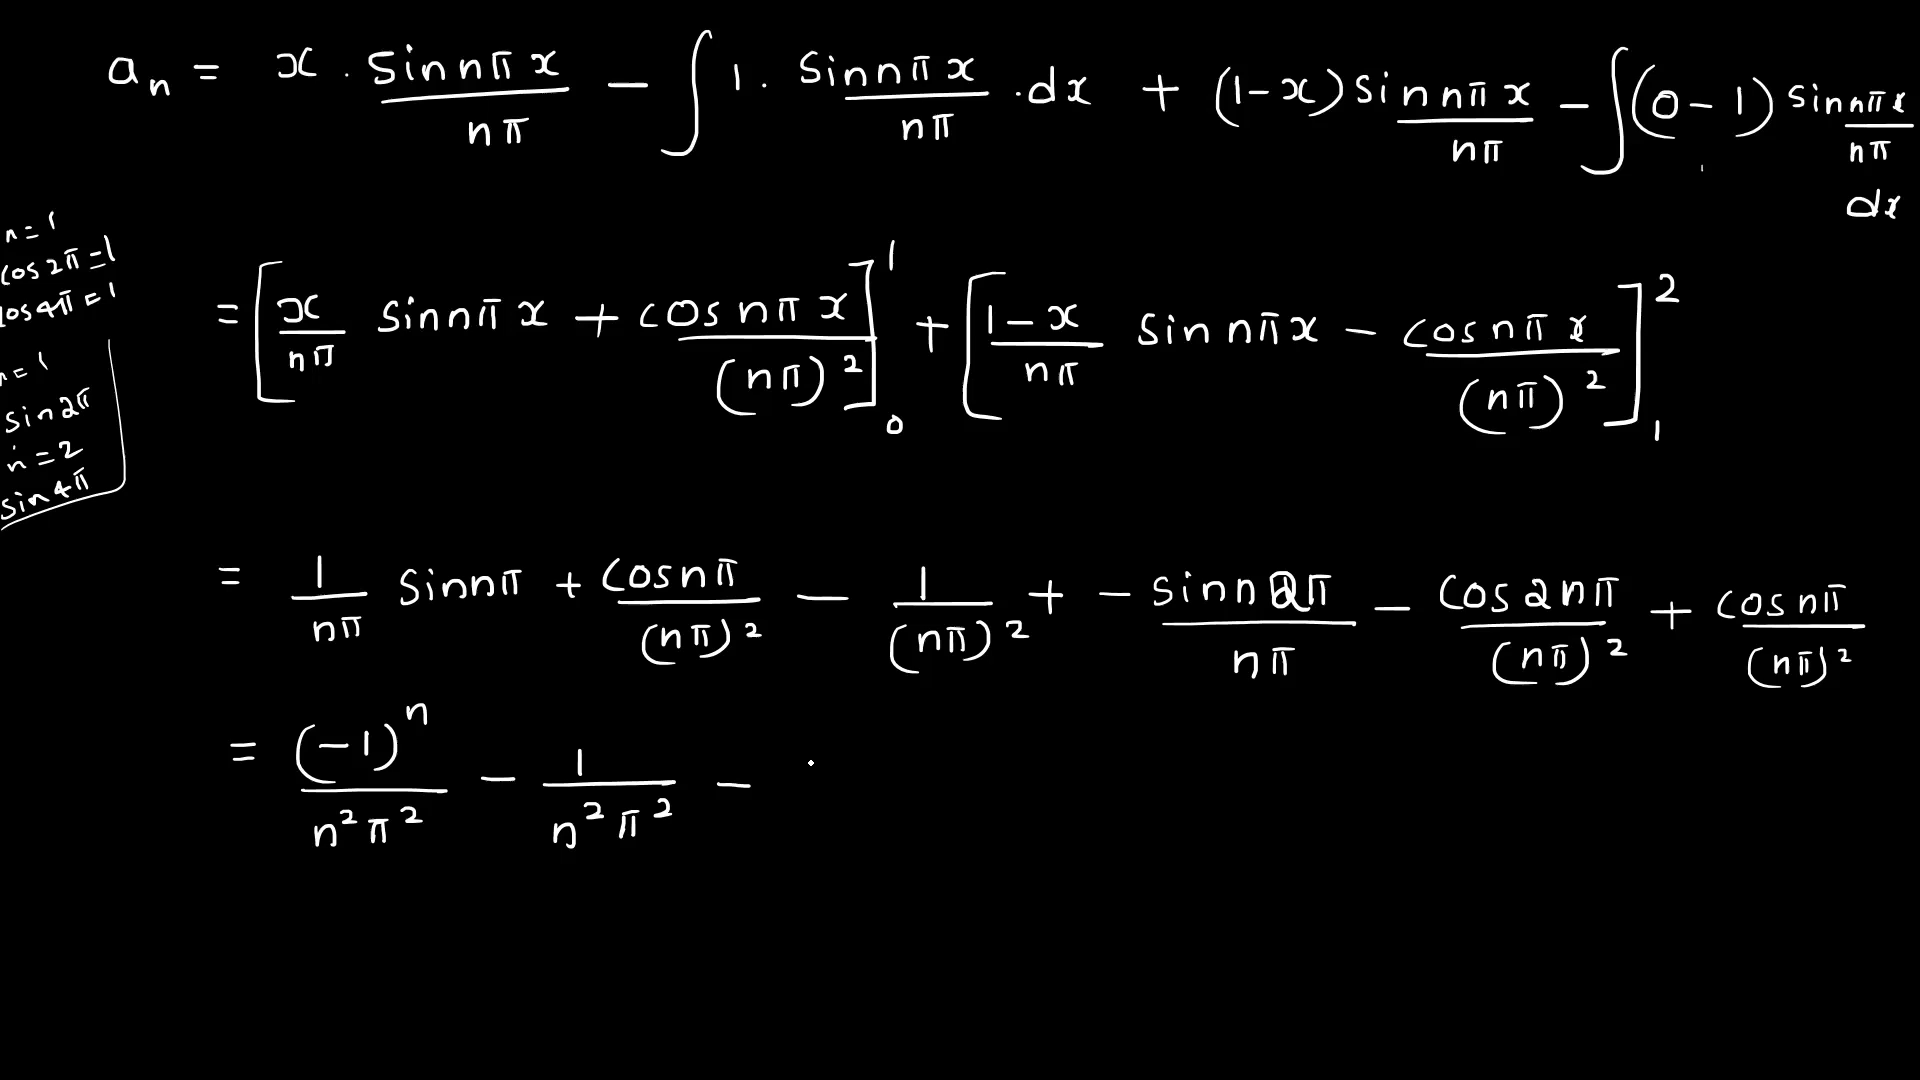 aₙ = x · sin nπx/nπ − ∫ 1 · sin nπx/nπ · dx + (1−x) sin nπx/nπ − ∫ (0−1) sin nπx/nπ dx
n = 1
cos 2π = 1
cos 4π = 1
= [x/nπ sin nπx + cos nπx/(nπ)²]₀¹ + [1−x/nπ sin nπx − cos nπx/(nπ)²]₁²
n = 1
sin 2π
n = 2
sin 4π
= 1/nπ sin nπ + cos nπ/(nπ)² − 1/(nπ)² + − sin n2π/nπ − cos 2nπ/(nπ)² + cos nπ/(nπ)²
= (−1)ⁿ/n²π² − 1/n²π² −